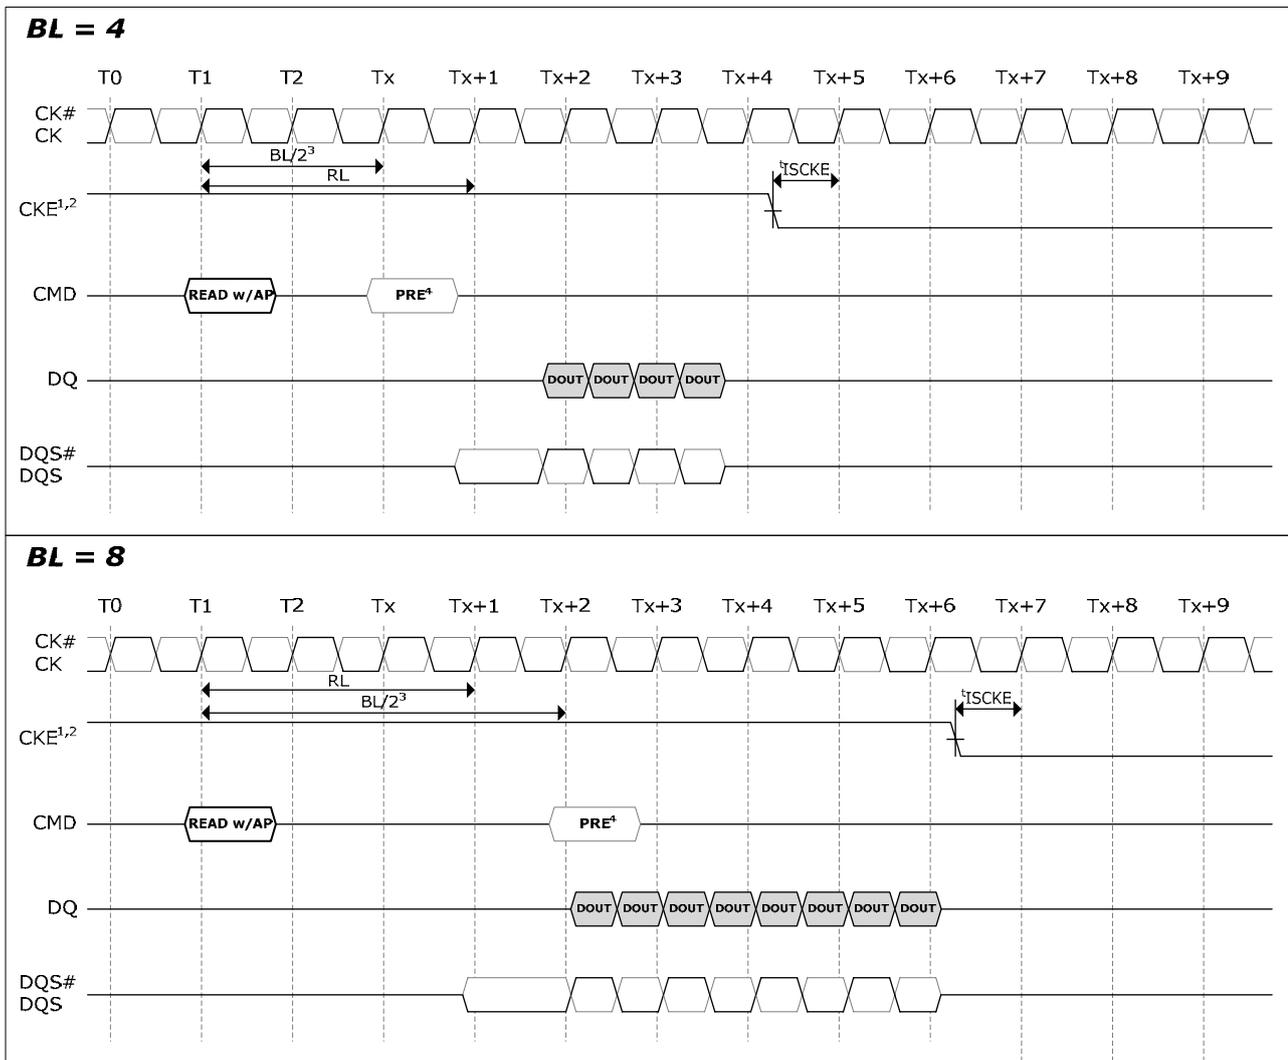 BL = 4
T0 T1 T2 Tx Tx+1 Tx+2 Tx+3 Tx+4 Tx+5 Tx+6 Tx+7 Tx+8 Tx+9
CK#
CK
BL/2³
RL
ᵗISCKE
CKE¹,²
CMD READ w/AP PRE⁴
DQ DOUT DOUT DOUT DOUT
DQS#
DQS
BL = 8
T0 T1 T2 Tx Tx+1 Tx+2 Tx+3 Tx+4 Tx+5 Tx+6 Tx+7 Tx+8 Tx+9
CK#
CK
RL
BL/2³
ᵗISCKE
CKE¹,²
CMD READ w/AP PRE⁴
DQ DOUT DOUT DOUT DOUT DOUT DOUT DOUT DOUT
DQS#
DQS